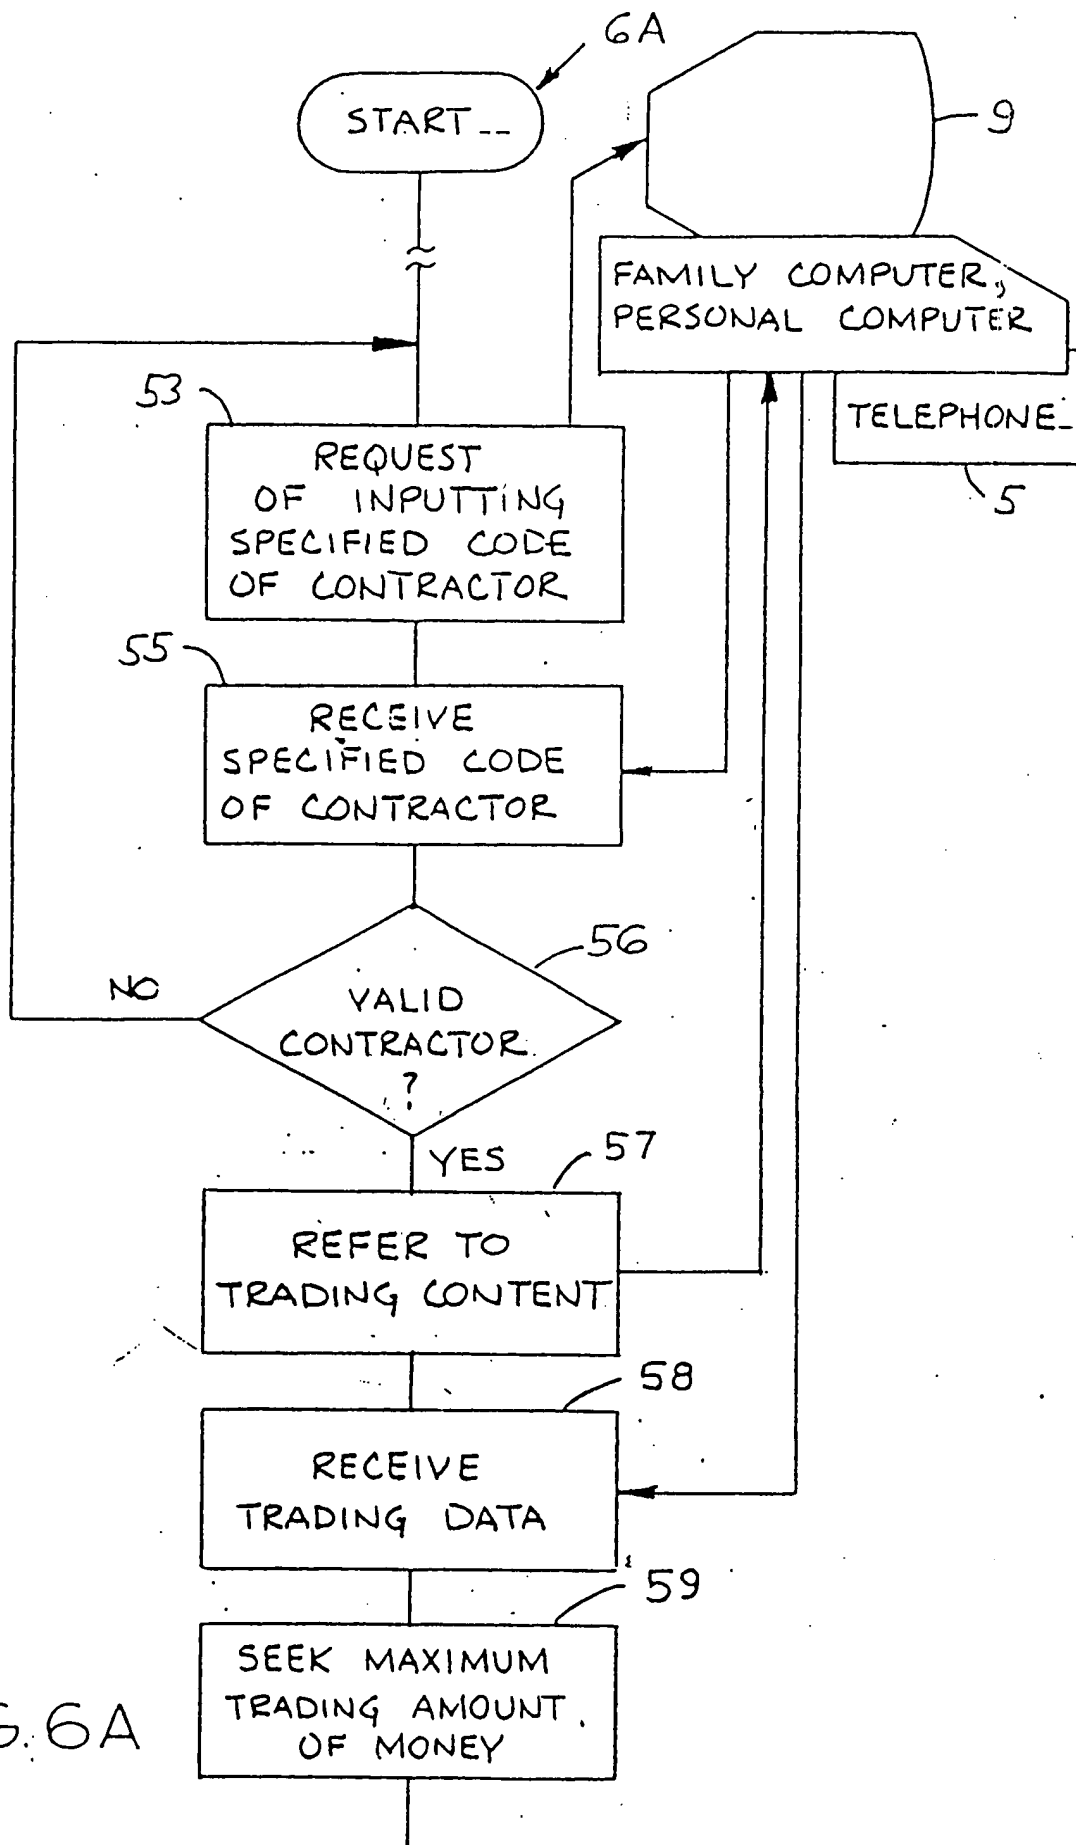 6A
START
9
FAMILY COMPUTER,
PERSONAL COMPUTER
TELEPHONE
5
53
REQUEST
OF INPUTTING
SPECIFIED CODE
OF CONTRACTOR
55
RECEIVE
SPECIFIED CODE
OF CONTRACTOR
56
NO
VALID
CONTRACTOR
?
YES
57
REFER TO
TRADING CONTENT
58
RECEIVE
TRADING DATA
59
SEEK MAXIMUM
TRADING AMOUNT
OF MONEY
G. 6A